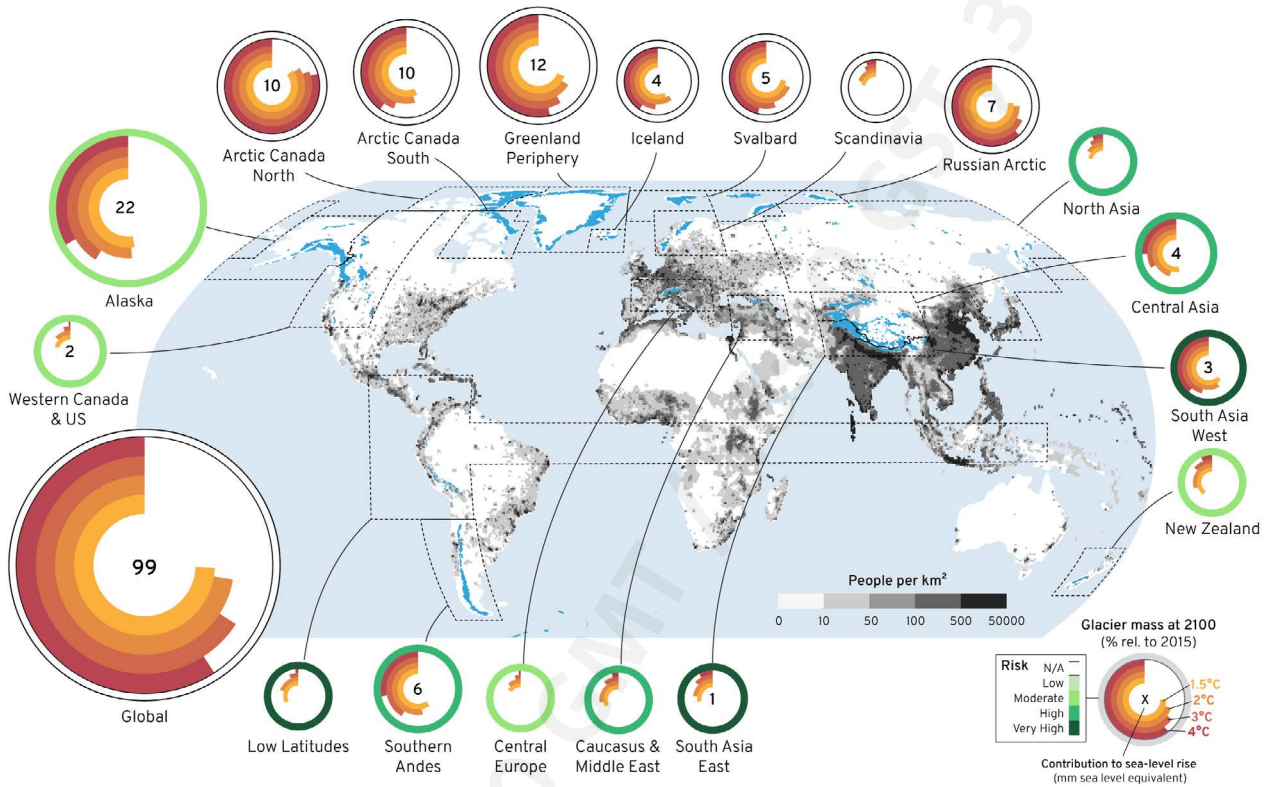 10
Arctic Canada
North
10
Arctic Canada
South
12
Greenland
Periphery
4
Iceland
5
Svalbard
Scandinavia
7
Russian Arctic
22
Alaska
North Asia
4
Central Asia
2
Western Canada
& US
3
South Asia
West
New Zealand
99
Global
Low Latitudes
6
Southern
Andes
Central
Europe
Caucasus &
Middle East
1
South Asia
East
People per km²
0 10 50 100 500 50000
Glacier mass at 2100
(% rel. to 2015)
Risk
N/A
Low
Moderate
High
Very High
X
1.5°C
2°C
3°C
4°C
Contribution to sea-level rise
(mm sea level equivalent)